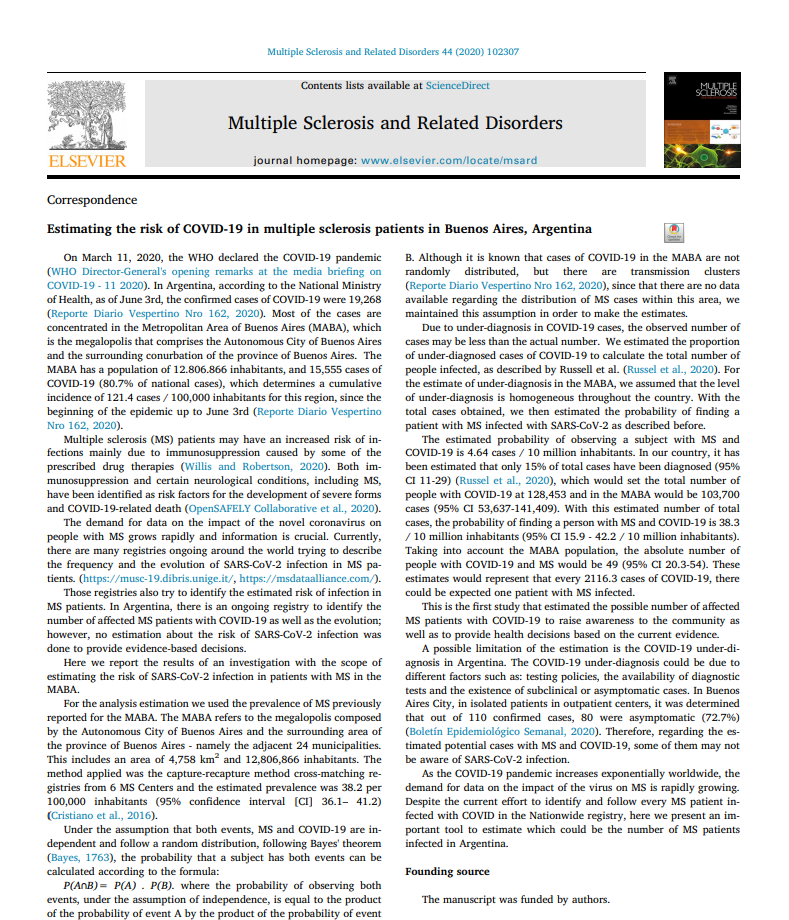 Multiple Sclerosis and Related Disorders 44 (2020) 102307
Contents lists available at ScienceDirect
Multiple Sclerosis and Related Disorders
journal homepage: www.elsevier.com/locate/msard
ELSEVIER
MULTIPLE
SCLEROSIS
Correspondence
Estimating the risk of COVID-19 in multiple sclerosis patients in Buenos Aires, Argentina
On March 11, 2020, the WHO declared the COVID-19 pandemic
(WHO Director-General's opening remarks at the media briefing on
COVID-19 - 11 2020). In Argentina, according to the National Ministry
of Health, as of June 3rd, the confirmed cases of COVID-19 were 19,268
(Reporte Diario Vespertino Nro 162, 2020). Most of the cases are
concentrated in the Metropolitan Area of Buenos Aires (MABA), which
is the megalopolis that comprises the Autonomous City of Buenos Aires
and the surrounding conurbation of the province of Buenos Aires. The
MABA has a population of 12.806.866 inhabitants, and 15,555 cases of
COVID-19 (80.7% of national cases), which determines a cumulative
incidence of 121.4 cases / 100,000 inhabitants for this region, since the
beginning of the epidemic up to June 3rd (Reporte Diario Vespertino
Nro 162, 2020).
Multiple sclerosis (MS) patients may have an increased risk of in-
fections mainly due to immunosuppression caused by some of the
prescribed drug therapies (Willis and Robertson, 2020). Both im-
munosuppression and certain neurological conditions, including MS,
have been identified as risk factors for the development of severe forms
and COVID-19-related death (OpenSAFELY Collaborative et al., 2020).
The demand for data on the impact of the novel coronavirus on
people with MS grows rapidly and information is crucial. Currently,
there are many registries ongoing around the world trying to describe
the frequency and the evolution of SARS-CoV-2 infection in MS pa-
tients. (https://musc-19.dibris.unige.it/, https://msdataalliance.com/).
Those registries also try to identify the estimated risk of infection in
MS patients. In Argentina, there is an ongoing registry to identify the
number of affected MS patients with COVID-19 as well as the evolution;
however, no estimation about the risk of SARS-CoV-2 infection was
done to provide evidence-based decisions.
Here we report the results of an investigation with the scope of
estimating the risk of SARS-CoV-2 infection in patients with MS in the
MABA.
For the analysis estimation we used the prevalence of MS previously
reported for the MABA. The MABA refers to the megalopolis composed
by the Autonomous City of Buenos Aires and the surrounding area of
the province of Buenos Aires - namely the adjacent 24 municipalities.
This includes an area of 4,758 km² and 12,806,866 inhabitants. The
method applied was the capture-recapture method cross-matching re-
gistries from 6 MS Centers and the estimated prevalence was 38.2 per
100,000 inhabitants (95% confidence interval [CI] 36.1– 41.2)
(Cristiano et al., 2016).
Under the assumption that both events, MS and COVID-19 are in-
dependent and follow a random distribution, following Bayes' theorem
(Bayes, 1763), the probability that a subject has both events can be
calculated according to the formula:
P(A∩B)= P(A) . P(B). where the probability of observing both
events, under the assumption of independence, is equal to the product
of the probability of event A by the product of the probability of event
B. Although it is known that cases of COVID-19 in the MABA are not
randomly distributed, but there are transmission clusters
(Reporte Diario Vespertino Nro 162, 2020), since that there are no data
available regarding the distribution of MS cases within this area, we
maintained this assumption in order to make the estimates.
Due to under-diagnosis in COVID-19 cases, the observed number of
cases may be less than the actual number. We estimated the proportion
of under-diagnosed cases of COVID-19 to calculate the total number of
people infected, as described by Russell et al. (Russel et al., 2020). For
the estimate of under-diagnosis in the MABA, we assumed that the level
of under-diagnosis is homogeneous throughout the country. With the
total cases obtained, we then estimated the probability of finding a
patient with MS infected with SARS-CoV-2 as described before.
The estimated probability of observing a subject with MS and
COVID-19 is 4.64 cases / 10 million inhabitants. In our country, it has
been estimated that only 15% of total cases have been diagnosed (95%
CI 11-29) (Russel et al., 2020), which would set the total number of
people with COVID-19 at 128,453 and in the MABA would be 103,700
cases (95% CI 53,637-141,409). With this estimated number of total
cases, the probability of finding a person with MS and COVID-19 is 38.3
/ 10 million inhabitants (95% CI 15.9 - 42.2 / 10 million inhabitants).
Taking into account the MABA population, the absolute number of
people with COVID-19 and MS would be 49 (95% CI 20.3-54). These
estimates would represent that every 2116.3 cases of COVID-19, there
could be expected one patient with MS infected.
This is the first study that estimated the possible number of affected
MS patients with COVID-19 to raise awareness to the community as
well as to provide health decisions based on the current evidence.
A possible limitation of the estimation is the COVID-19 under-di-
agnosis in Argentina. The COVID-19 under-diagnosis could be due to
different factors such as: testing policies, the availability of diagnostic
tests and the existence of subclinical or asymptomatic cases. In Buenos
Aires City, in isolated patients in outpatient centers, it was determined
that out of 110 confirmed cases, 80 were asymptomatic (72.7%)
(Boletín Epidemiológico Semanal, 2020). Therefore, regarding the es-
timated potential cases with MS and COVID-19, some of them may not
be aware of SARS-CoV-2 infection.
As the COVID-19 pandemic increases exponentially worldwide, the
demand for data on the impact of the virus on MS is rapidly growing.
Despite the current effort to identify and follow every MS patient in-
fected with COVID in the Nationwide registry, here we present an im-
portant tool to estimate which could be the number of MS patients
infected in Argentina.
Founding source
The manuscript was funded by authors.